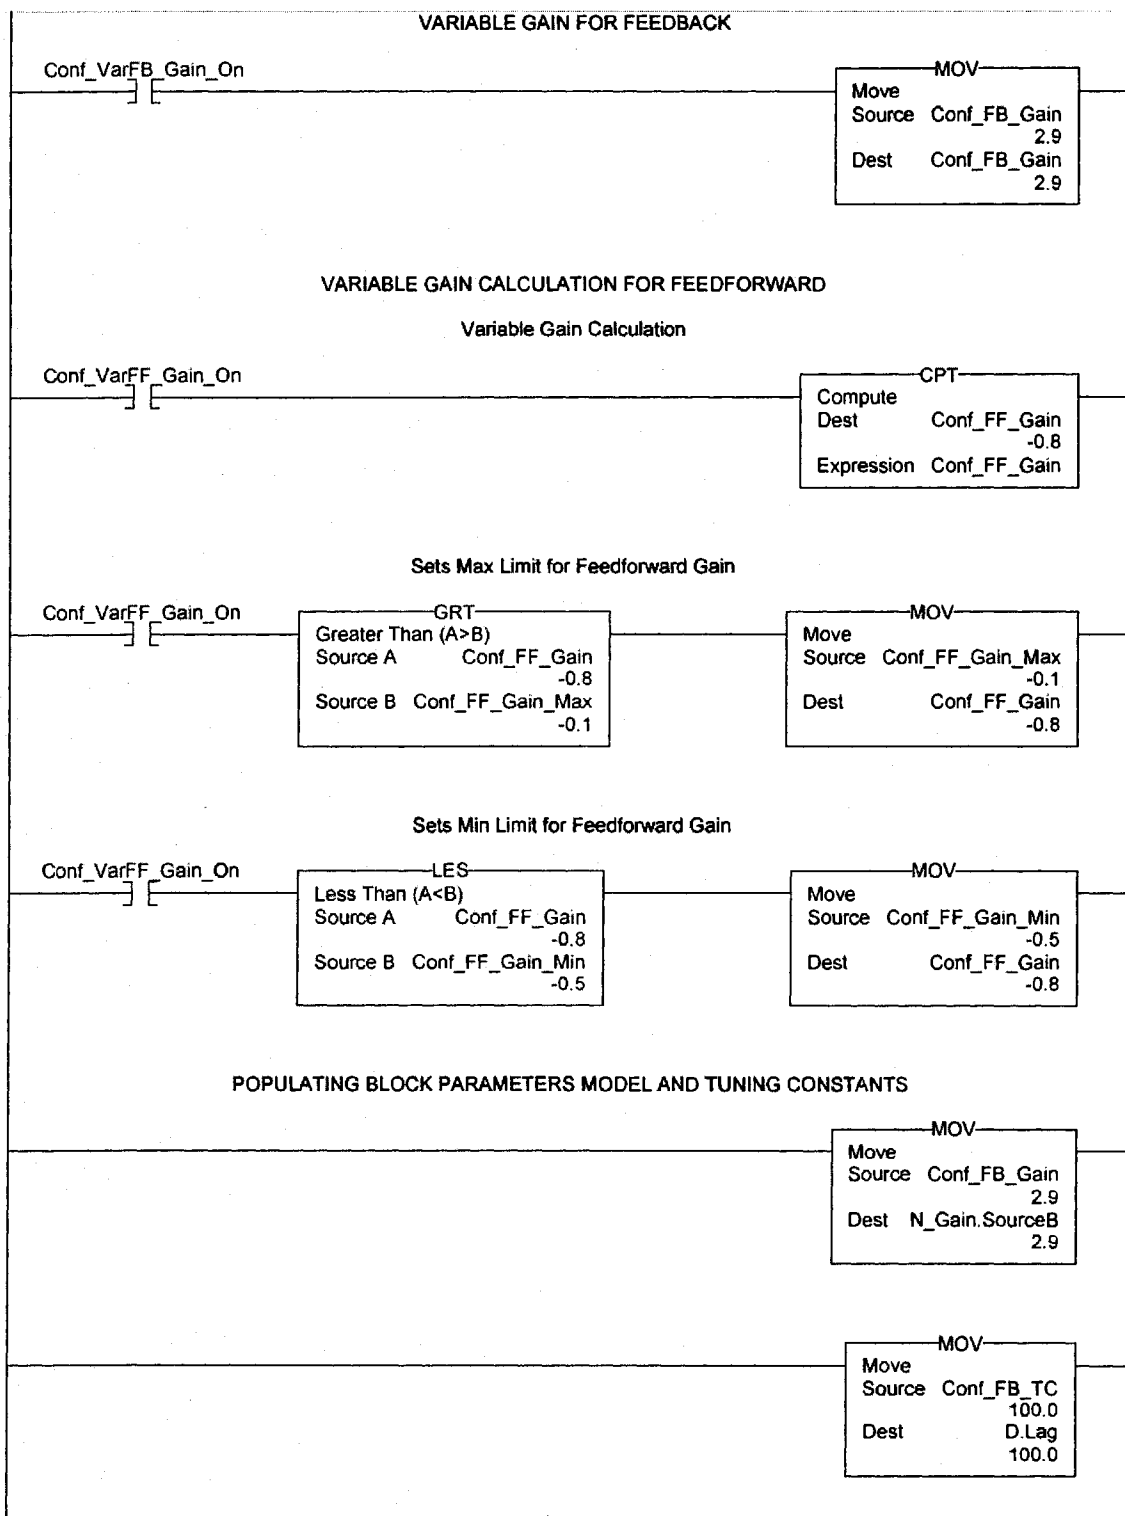 VARIABLE GAIN FOR FEEDBACK
Conf_VarFB_Gain_On
MOV
Move
Source Conf_FB_Gain
2.9
Dest Conf_FB_Gain
2.9
VARIABLE GAIN CALCULATION FOR FEEDFORWARD
Variable Gain Calculation
Conf_VarFF_Gain_On
CPT
Compute
Dest Conf_FF_Gain
-0.8
Expression Conf_FF_Gain
Sets Max Limit for Feedforward Gain
Conf_VarFF_Gain_On
GRT
Greater Than (A>B)
Source A Conf_FF_Gain
-0.8
Source B Conf_FF_Gain_Max
-0.1
MOV
Move
Source Conf_FF_Gain_Max
-0.1
Dest Conf_FF_Gain
-0.8
Sets Min Limit for Feedforward Gain
Conf_VarFF_Gain_On
LES
Less Than (A<B)
Source A Conf_FF_Gain
-0.8
Source B Conf_FF_Gain_Min
-0.5
MOV
Move
Source Conf_FF_Gain_Min
-0.5
Dest Conf_FF_Gain
-0.8
POPULATING BLOCK PARAMETERS MODEL AND TUNING CONSTANTS
MOV
Move
Source Conf_FB_Gain
2.9
Dest N_Gain.SourceB
2.9
MOV
Move
Source Conf_FB_TC
100.0
Dest D.Lag
100.0